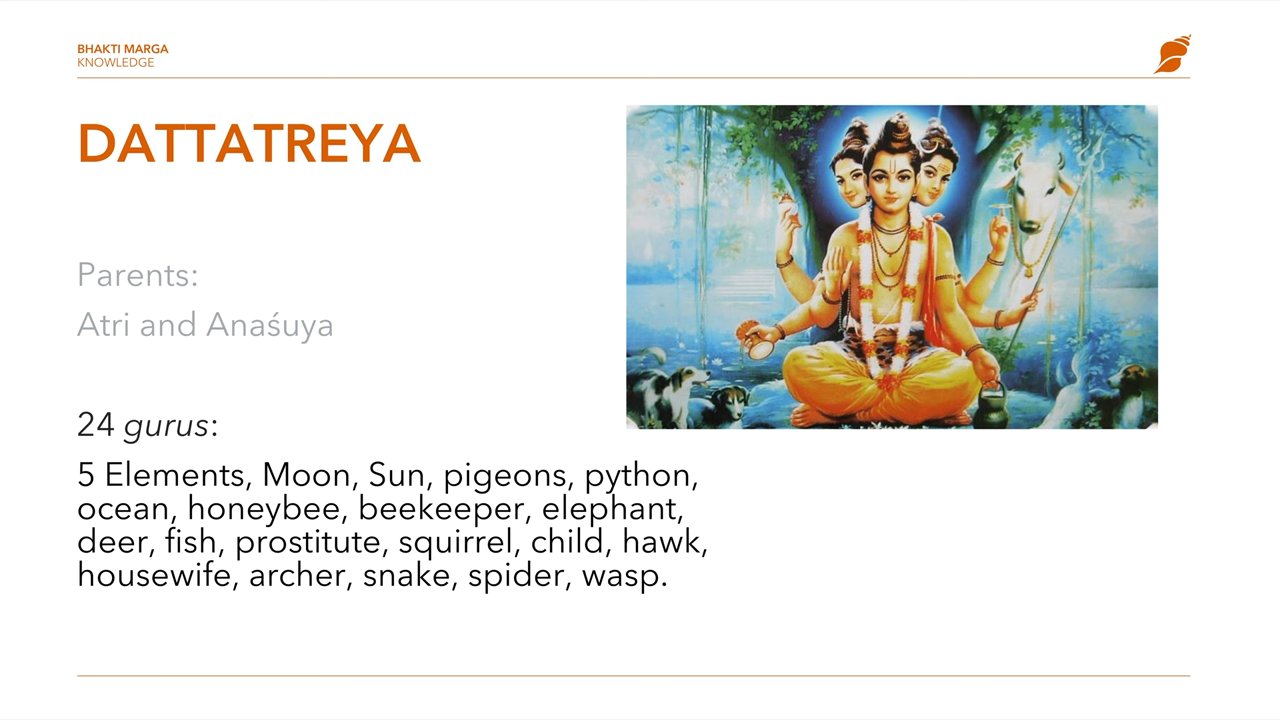 BHAKTI MARGA
KNOWLEDGE
DATTATREYA
Parents:
Atri and Anaśuya
24 gurus:
5 Elements, Moon, Sun, pigeons, python,
ocean, honeybee, beekeeper, elephant,
deer, fish, prostitute, squirrel, child, hawk,
housewife, archer, snake, spider, wasp.